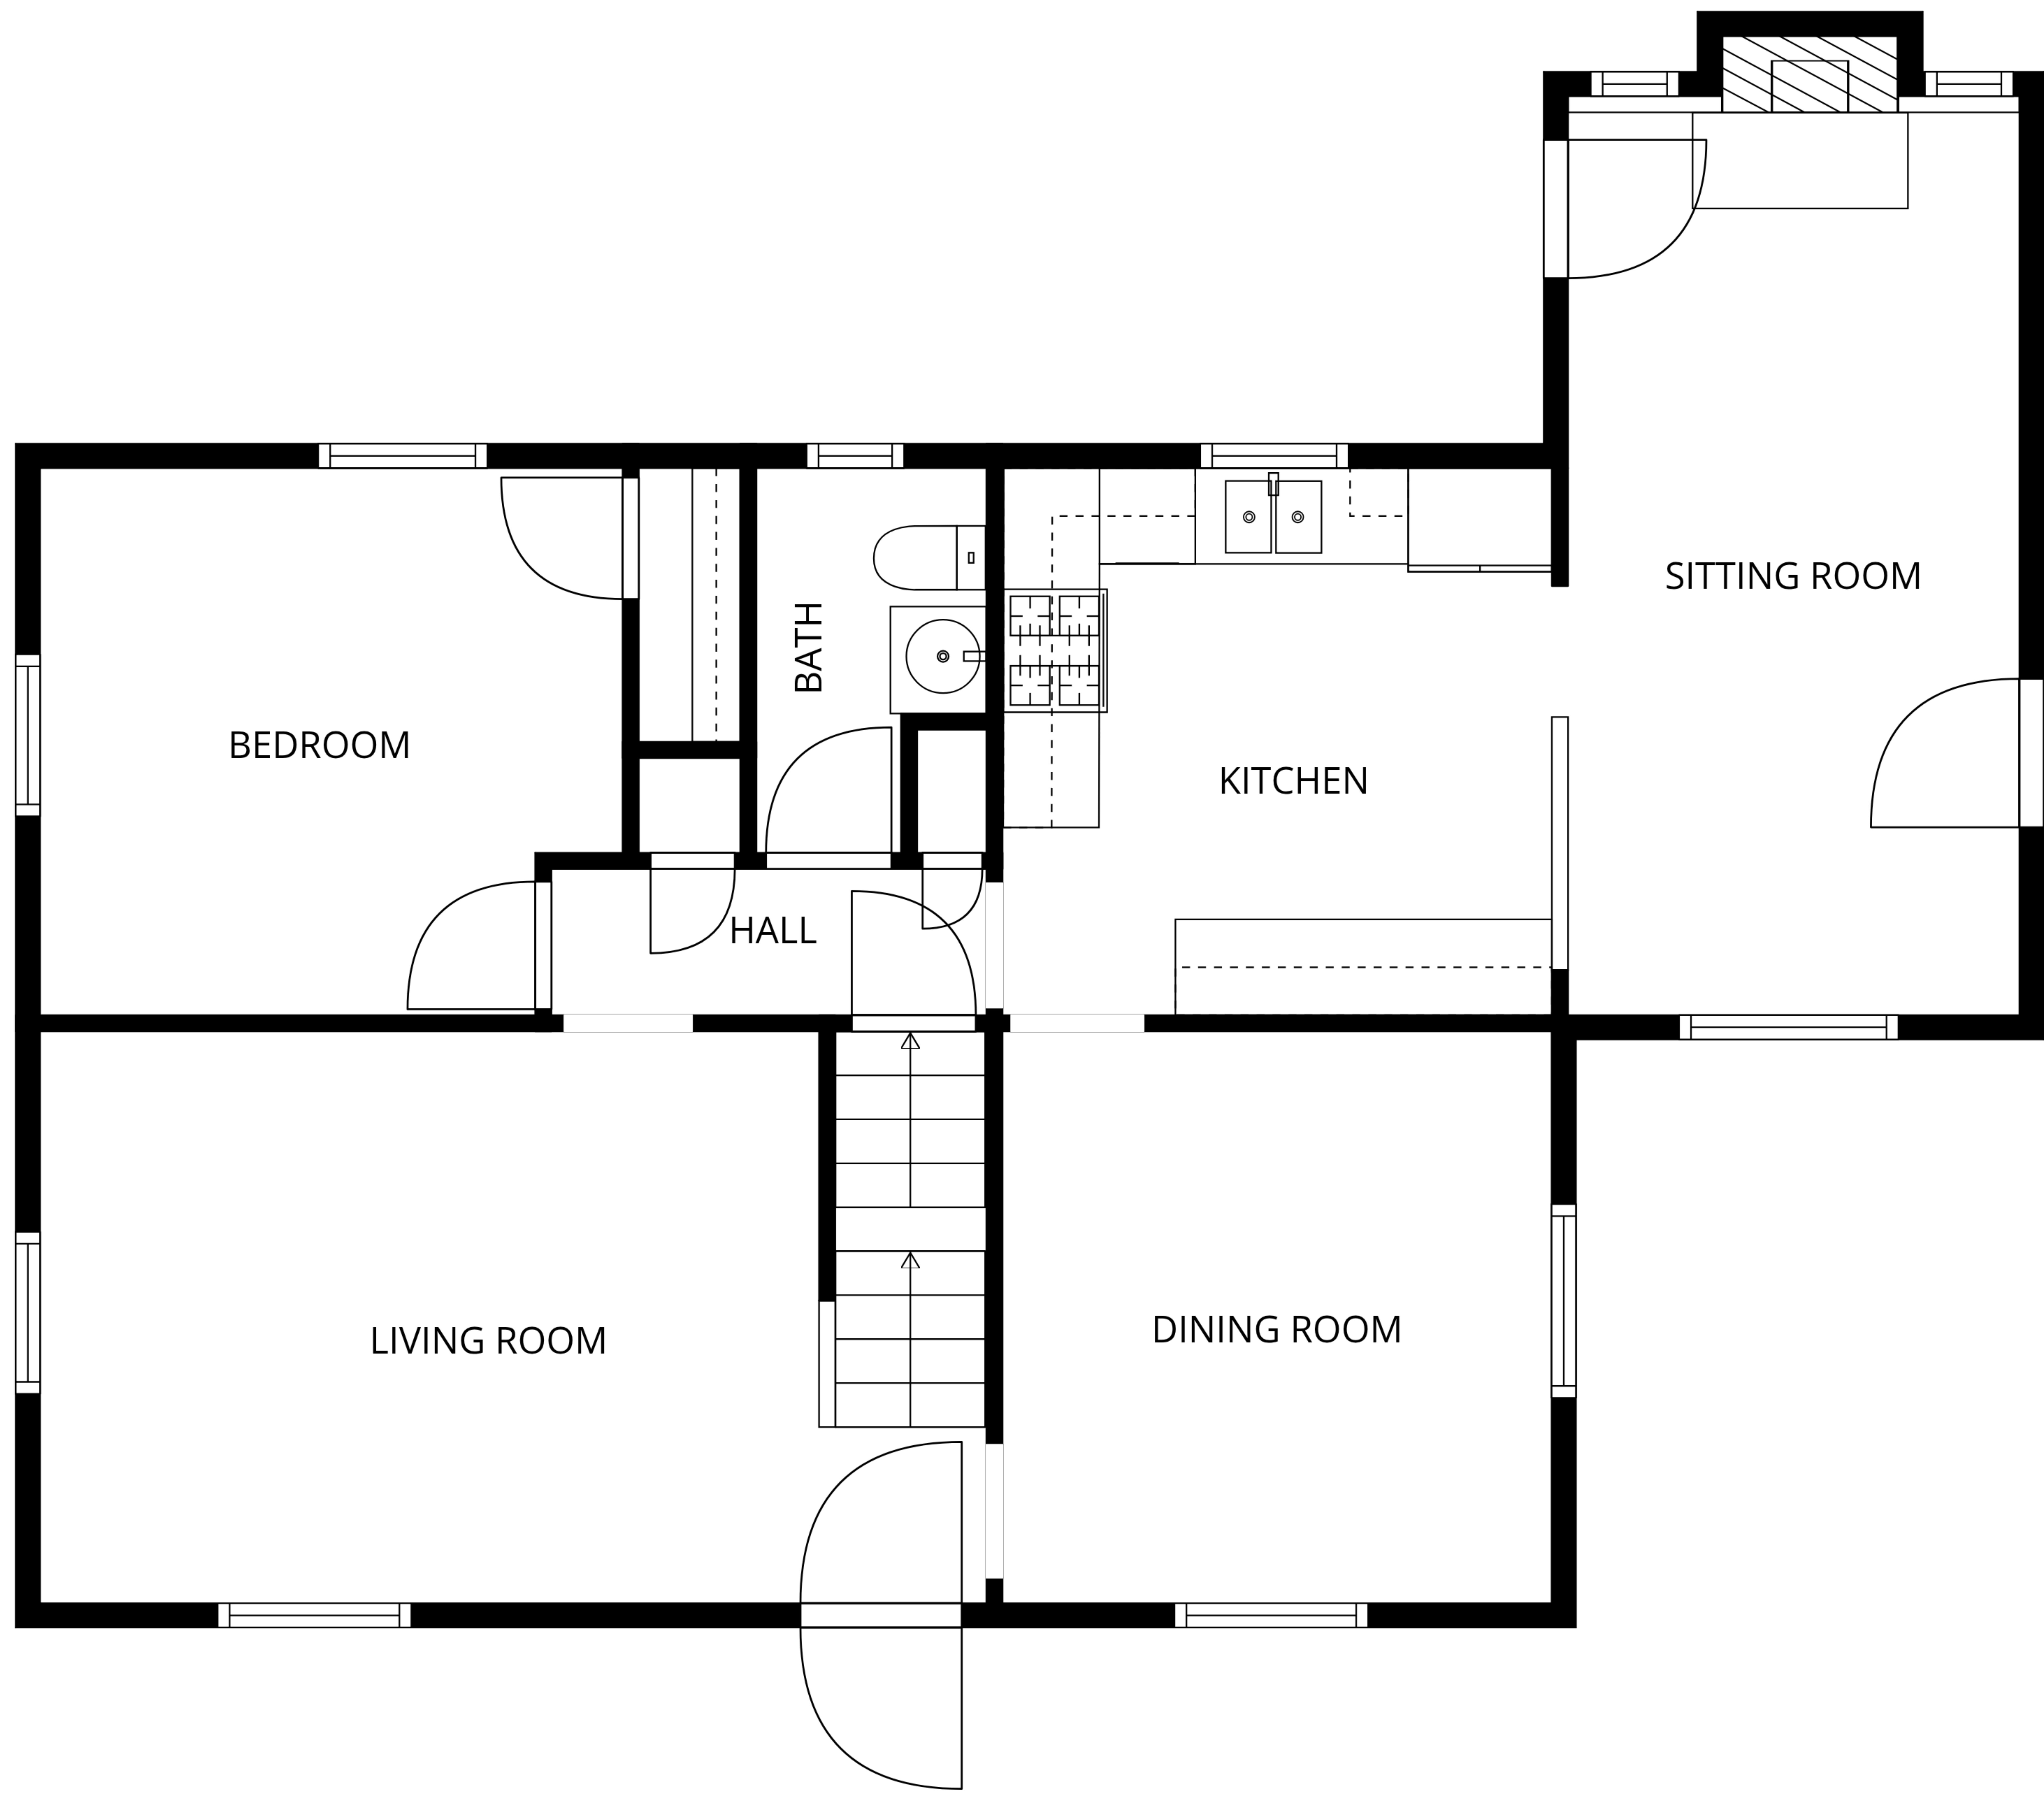 SITTING ROOM
BATH
BEDROOM
KITCHEN
HALL
LIVING ROOM
DINING ROOM